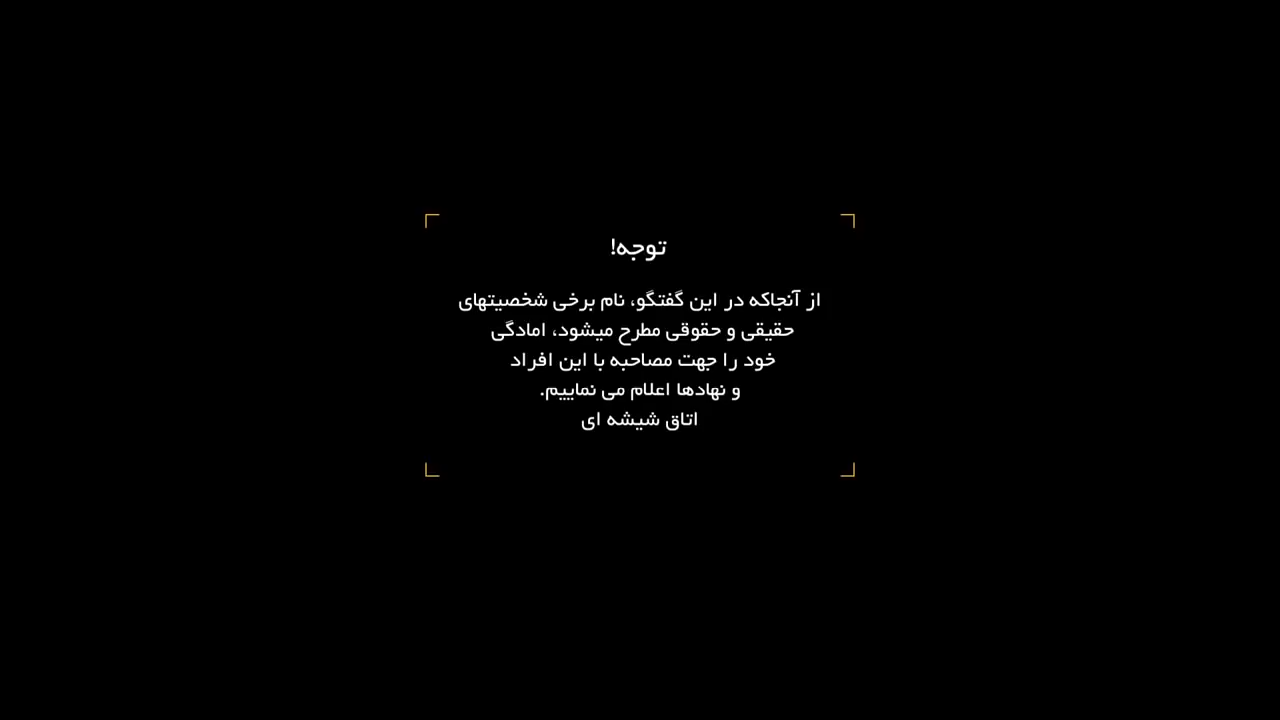 توجه!
از آنجاکه در این گفتگو، نام برخی شخصیتهای
حقیقی و حقوقی مطرح میشود، امادگی
خود را جهت مصاحبه با این افراد
و نهادها اعلام می نماییم.
اتاق شیشه ای